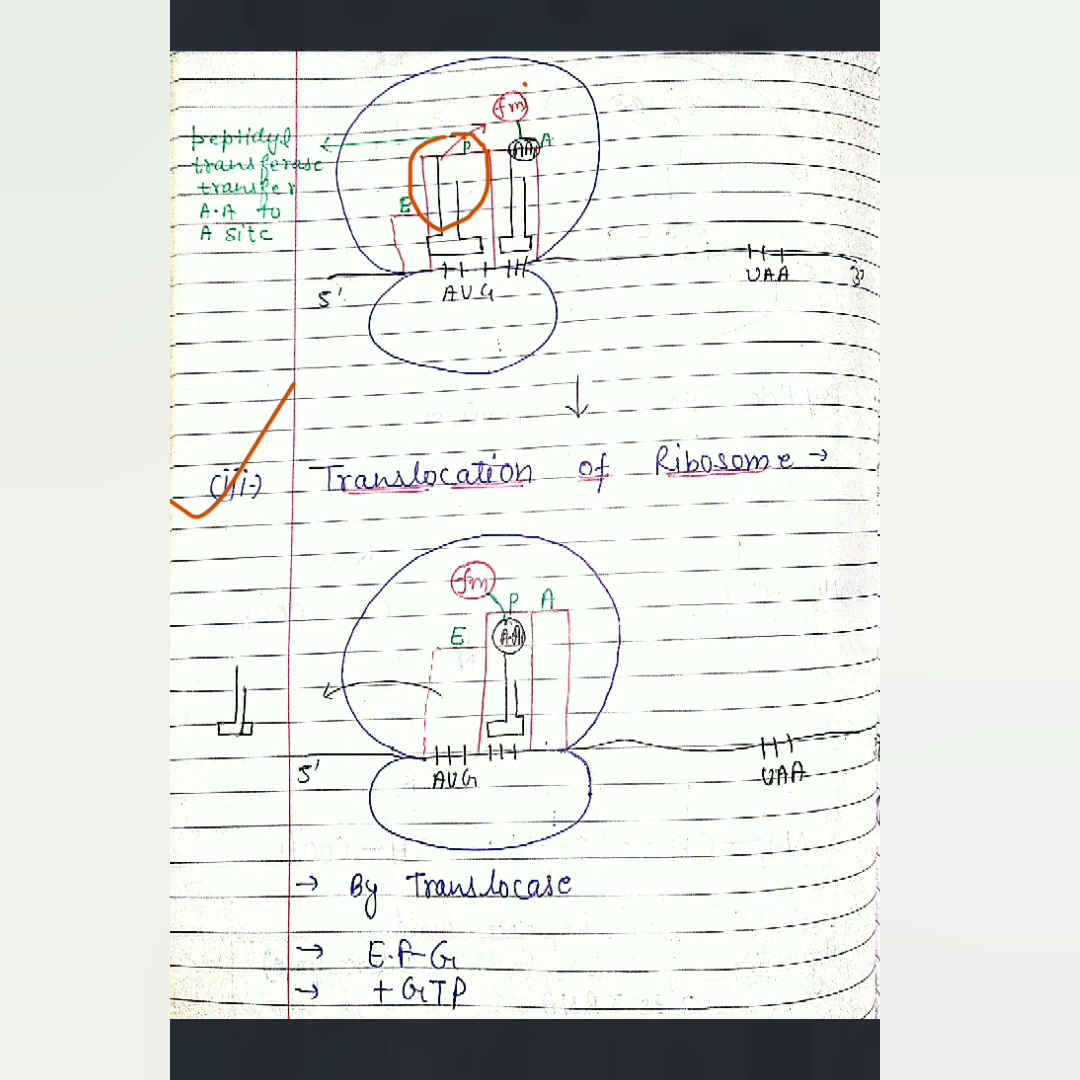 fm
peptidyl
P
AA
A
transferase
transfer
E
A.A to
A site
UAA
3'
5'
AUG
(iii) Translocation of Ribosome →
fm
P
A
E
A.A
5'
AUG
UAA
→ By Translocase
→ E.F-G
→ + GTP